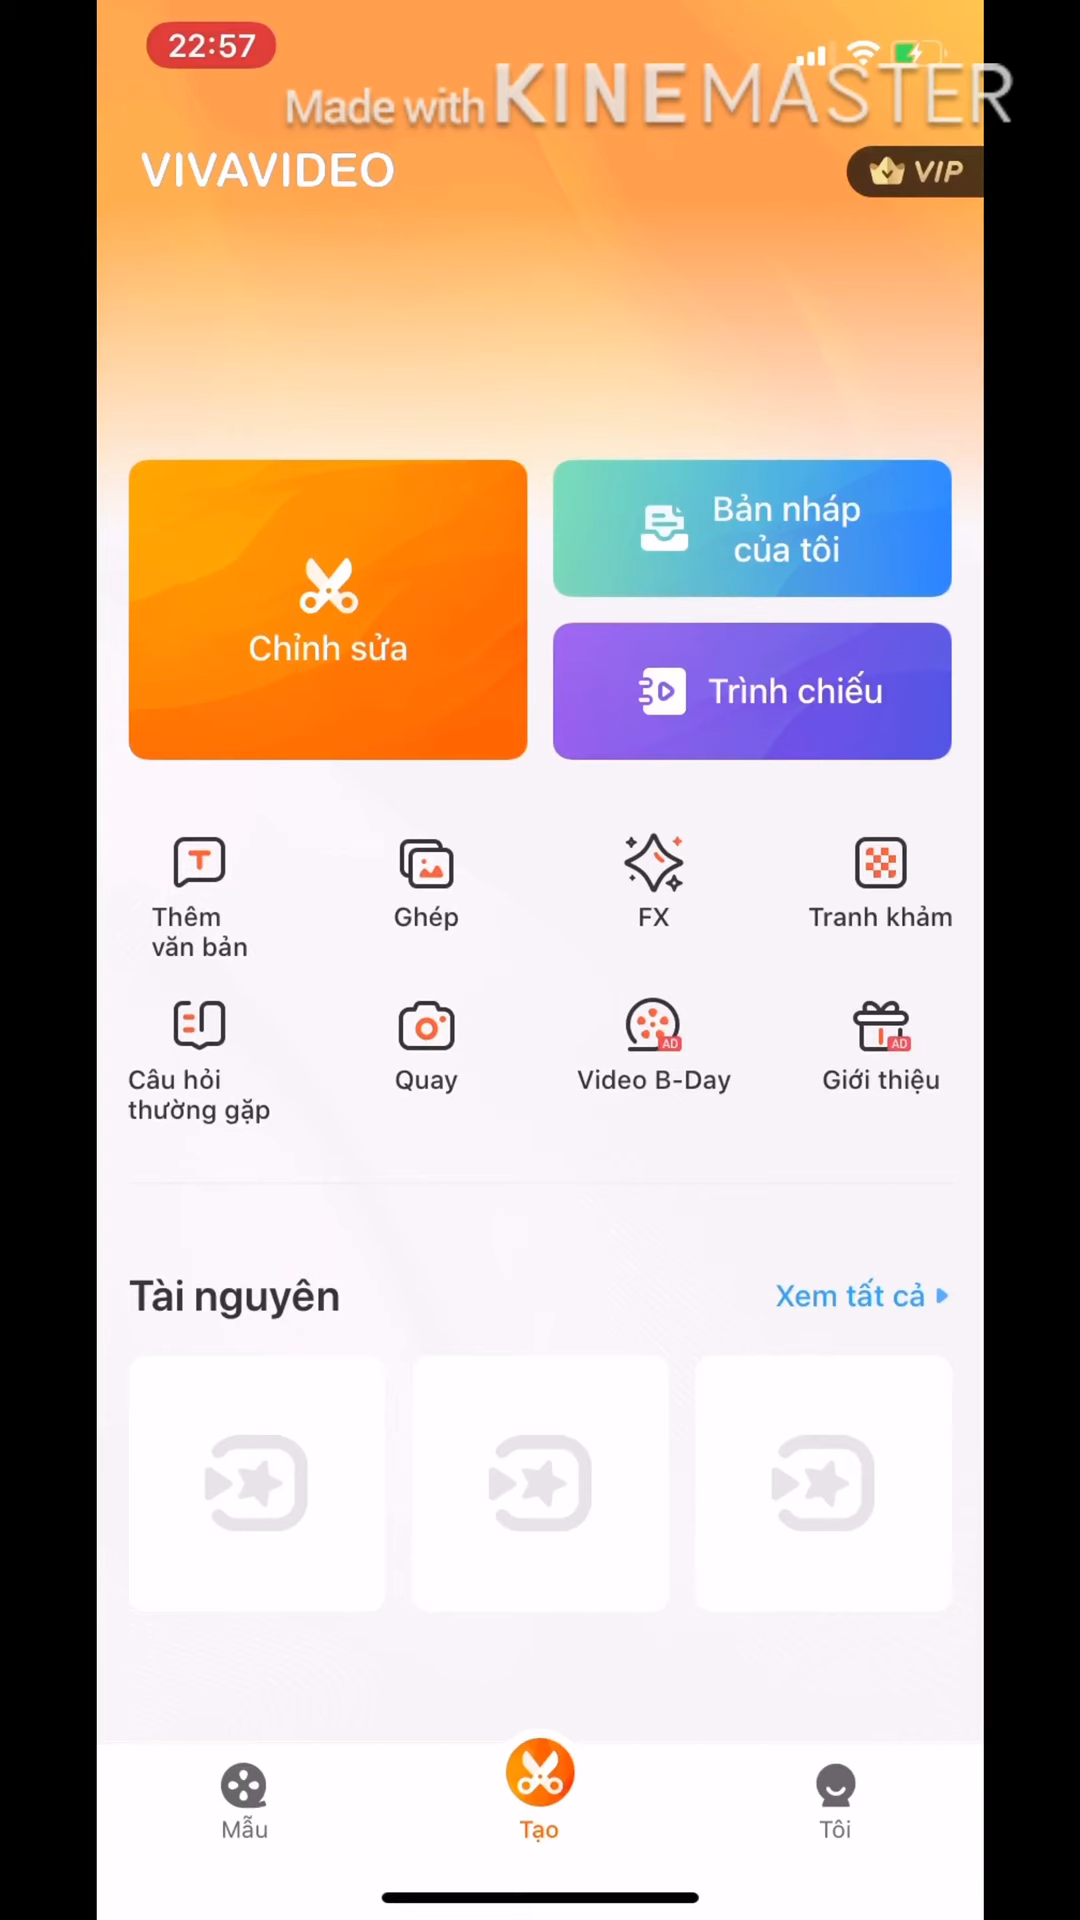 22:57
Made with KINEMASTER
VIVAVIDEO
VIP
Chỉnh sửa
Bản nháp
của tôi
Trình chiếu
Thêm
văn bản
Ghép
FX
Tranh khảm
Câu hỏi
thường gặp
Quay
AD
Video B-Day
AD
Giới thiệu
Tài nguyên
Xem tất cả
Mẫu
Tạo
Tôi